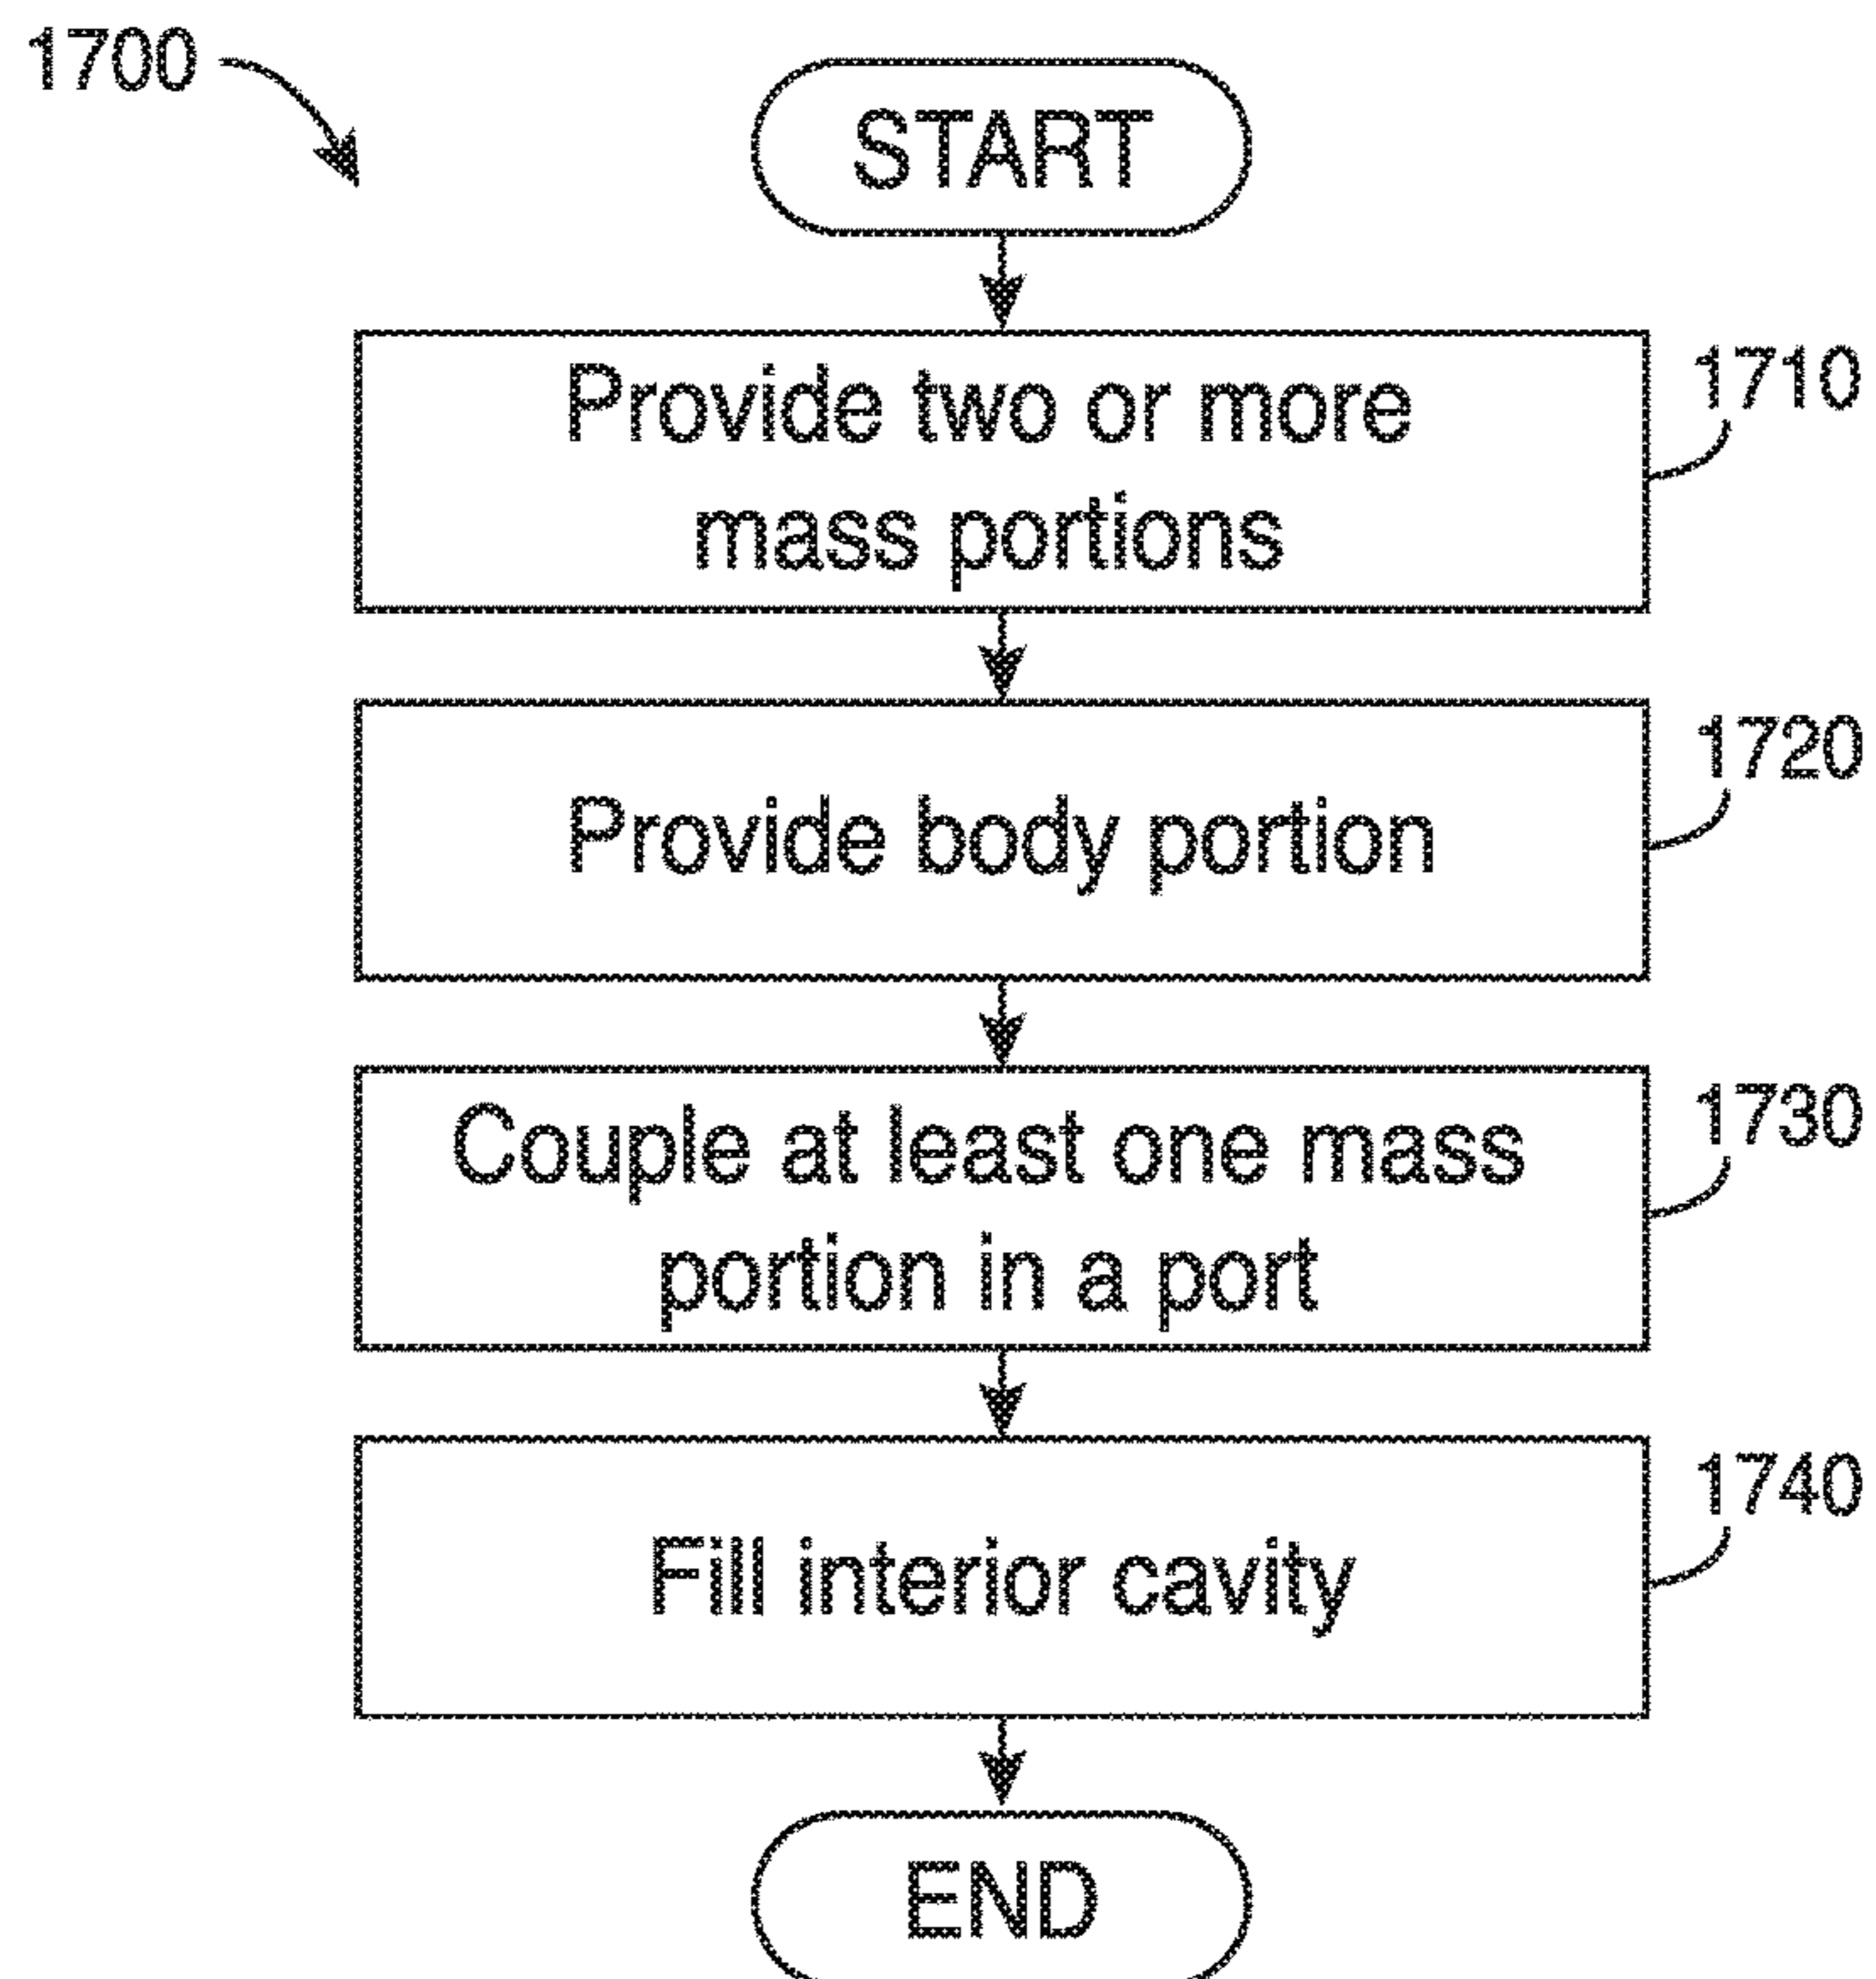 1700
START
Provide two or more
mass portions
1710
Provide body portion
1720
Couple at least one mass
portion in a port
1730
Fill interior cavity
1740
END